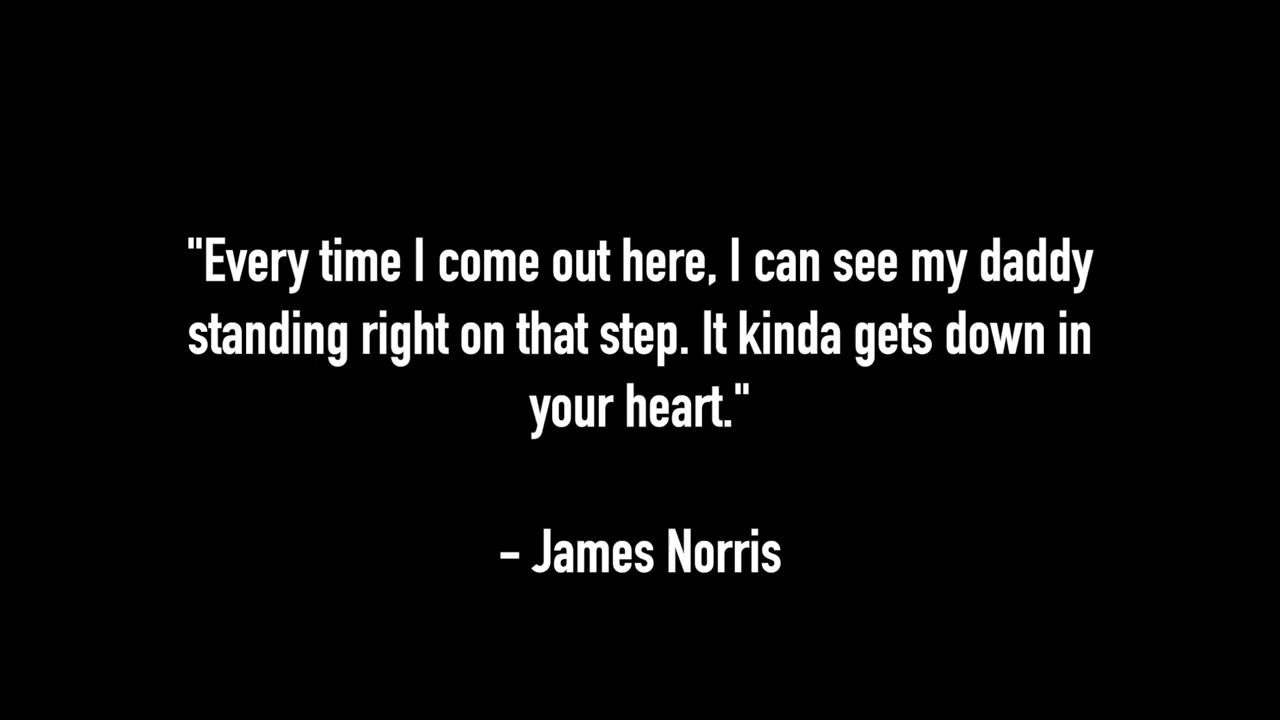 "Every time I come out here, I can see my daddy
standing right on that step. It kinda gets down in
your heart."
– James Norris